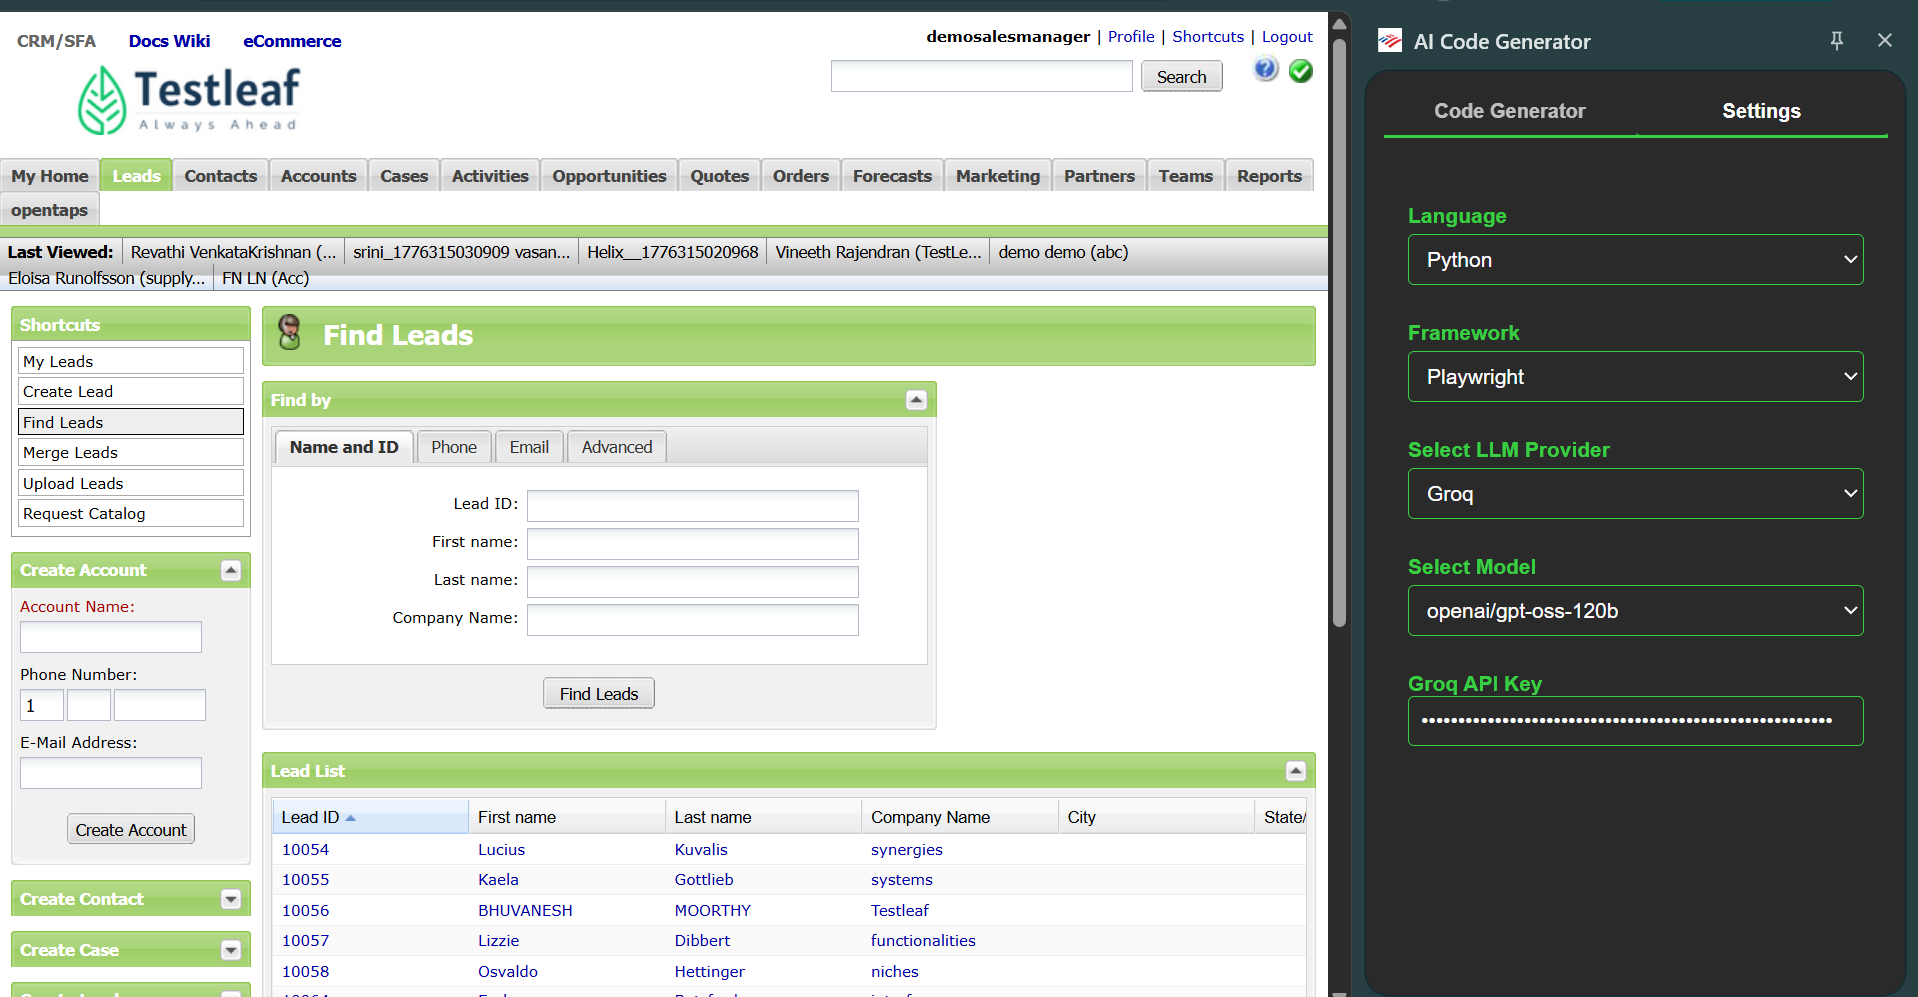 CRM/SFA Docs Wiki eCommerce
demosalesmanager | Profile | Shortcuts | Logout
Search
Testleaf
Always Ahead
My Home Leads Contacts Accounts Cases Activities Opportunities Quotes Orders Forecasts Marketing Partners Teams Reports
opentaps
Last Viewed: Revathi VenkataKrishnan (... srini_1776315030909 vasan... Helix__1776315020968 Vineeth Rajendran (TestLe... demo demo (abc)
Eloisa Runolfsson (supply... FN LN (Acc)
Shortcuts
My Leads
Create Lead
Find Leads
Merge Leads
Upload Leads
Request Catalog
Create Account
Account Name:
Phone Number:
1
E-Mail Address:
Create Account
Create Contact
Create Case
Find Leads
Find by
Name and ID Phone Email Advanced
Lead ID:
First name:
Last name:
Company Name:
Find Leads
Lead List
Lead ID First name Last name Company Name City State/
10054 Lucius Kuvalis synergies
10055 Kaela Gottlieb systems
10056 BHUVANESH MOORTHY Testleaf
10057 Lizzie Dibbert functionalities
10058 Osvaldo Hettinger niches
AI Code Generator
Code Generator Settings
Language
Python
Framework
Playwright
Select LLM Provider
Groq
Select Model
openai/gpt-oss-120b
Groq API Key